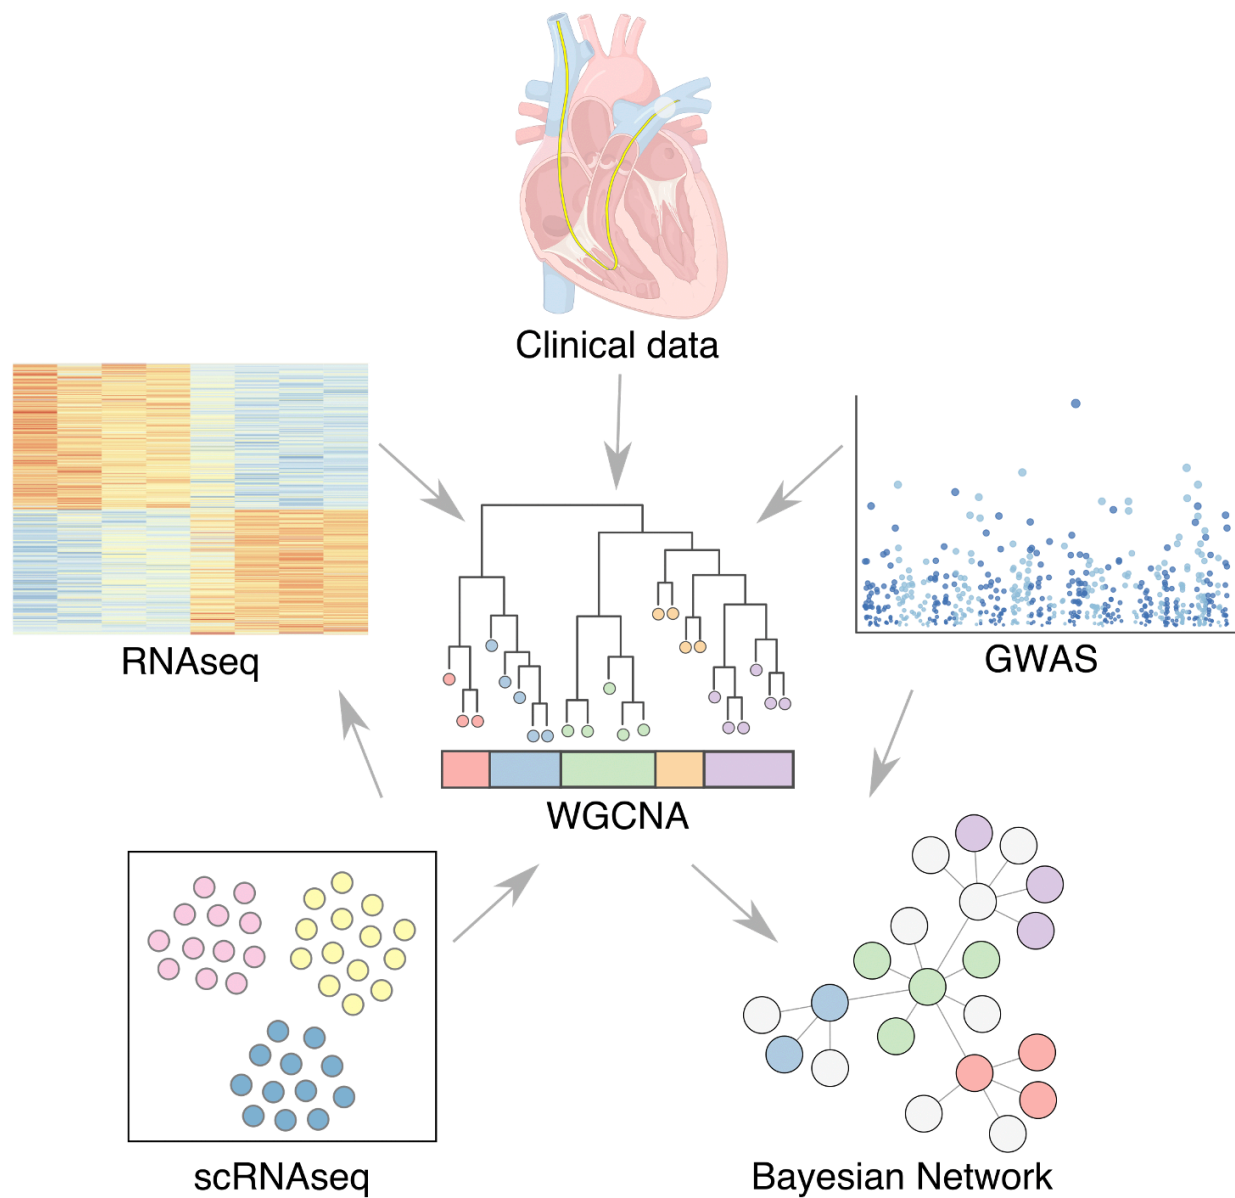 Clinical data
RNAseq
GWAS
WGCNA
scRNAseq
Bayesian Network